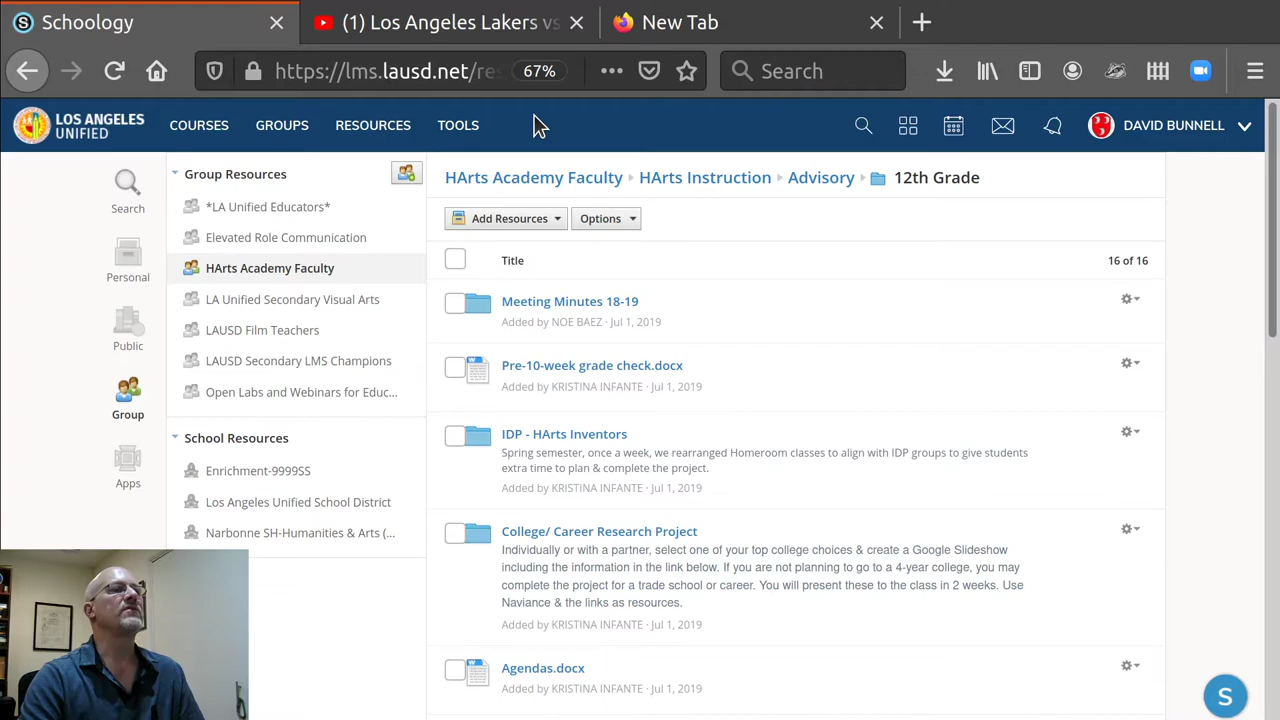 Schoology
(1) Los Angeles Lakers vs
New Tab
https://lms.lausd.net/res
67%
Search
LOS ANGELES
UNIFIED
COURSES
GROUPS
RESOURCES
TOOLS
DAVID BUNNELL
Search
Personal
Public
Group
Apps
Group Resources
*LA Unified Educators*
Elevated Role Communication
HArts Academy Faculty
LA Unified Secondary Visual Arts
LAUSD Film Teachers
LAUSD Secondary LMS Champions
Open Labs and Webinars for Educ...
School Resources
Enrichment-9999SS
Los Angeles Unified School District
Narbonne SH-Humanities & Arts (...
HArts Academy Faculty HArts Instruction Advisory 12th Grade
Add Resources
Options
Title
16 of 16
Meeting Minutes 18-19
Added by NOE BAEZ · Jul 1, 2019
Pre-10-week grade check.docx
Added by KRISTINA INFANTE · Jul 1, 2019
IDP - HArts Inventors
Spring semester, once a week, we rearranged Homeroom classes to align with IDP groups to give students
extra time to plan & complete the project.
Added by KRISTINA INFANTE · Jul 1, 2019
College/ Career Research Project
Individually or with a partner, select one of your top college choices & create a Google Slideshow
including the information in the link below. If you are not planning to go to a 4-year college, you may
complete the project for a trade school or career. You will present these to the class in 2 weeks. Use
Naviance & the links as resources.
Added by KRISTINA INFANTE · Jul 1, 2019
Agendas.docx
Added by KRISTINA INFANTE · Jul 1, 2019
S